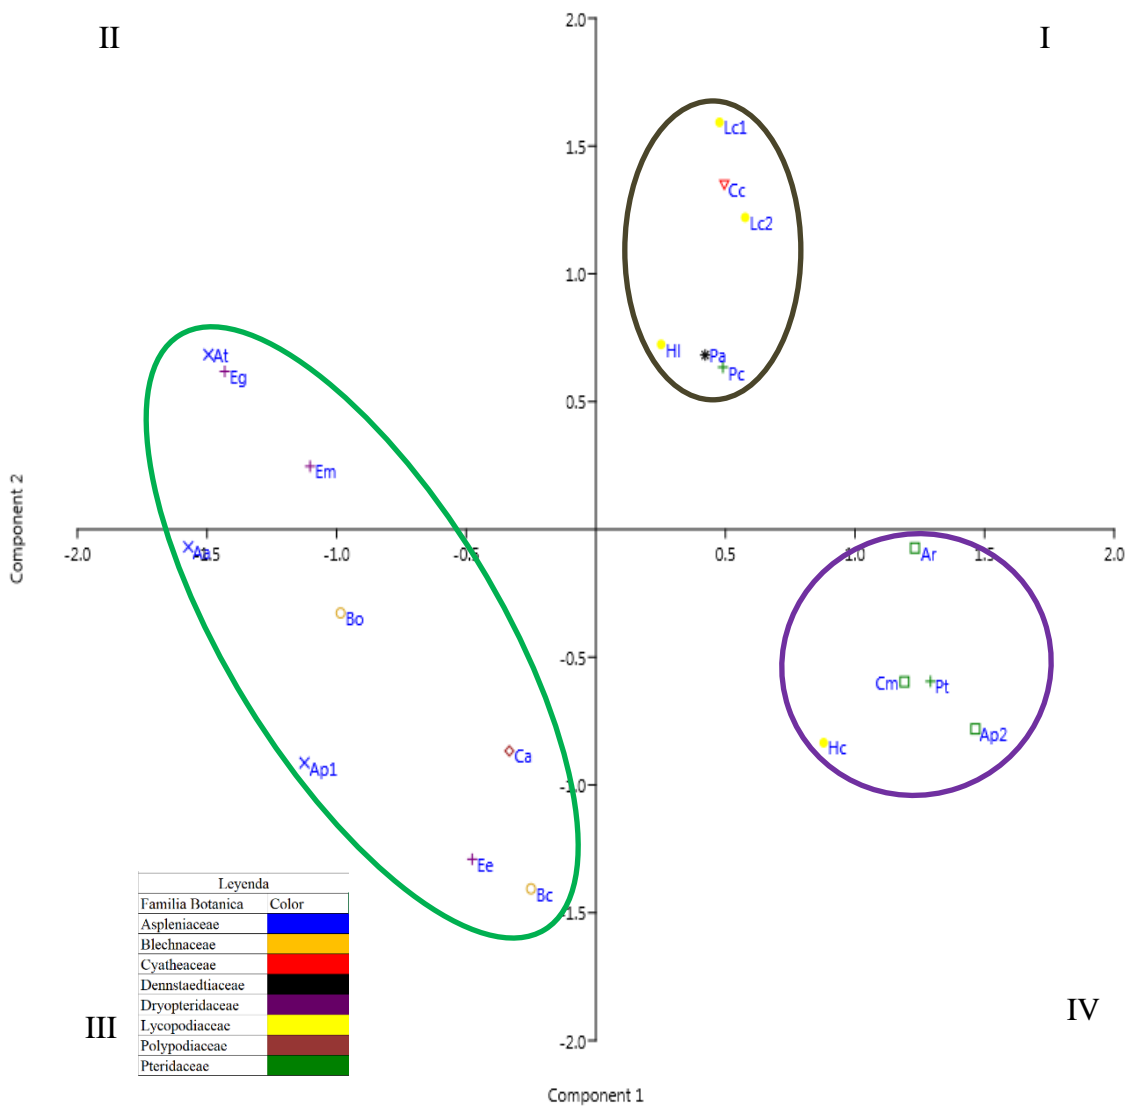 II
I
2.0
Lc1
1.5
Cc
Lc2
1.0
Hl
Pa
Pc
0.5
At
Eg
Em
Component 2
-2.0
Aa
-1.5
-1.0
-0.5
0.5
1.0
1.5
2.0
Ar
Bo
-0.5
Cm
Pt
Ap2
Hc
Ca
Ap1
-1.0
Ee
Bc
-1.5
Leyenda
Familia Botanica Color
Aspleniaceae
Blechnaceae
Cyatheaceae
Dennstaedtiaceae
Dryopteridaceae
Lycopodiaceae
Polypodiaceae
Pteridaceae
III
IV
-2.0
Component 1